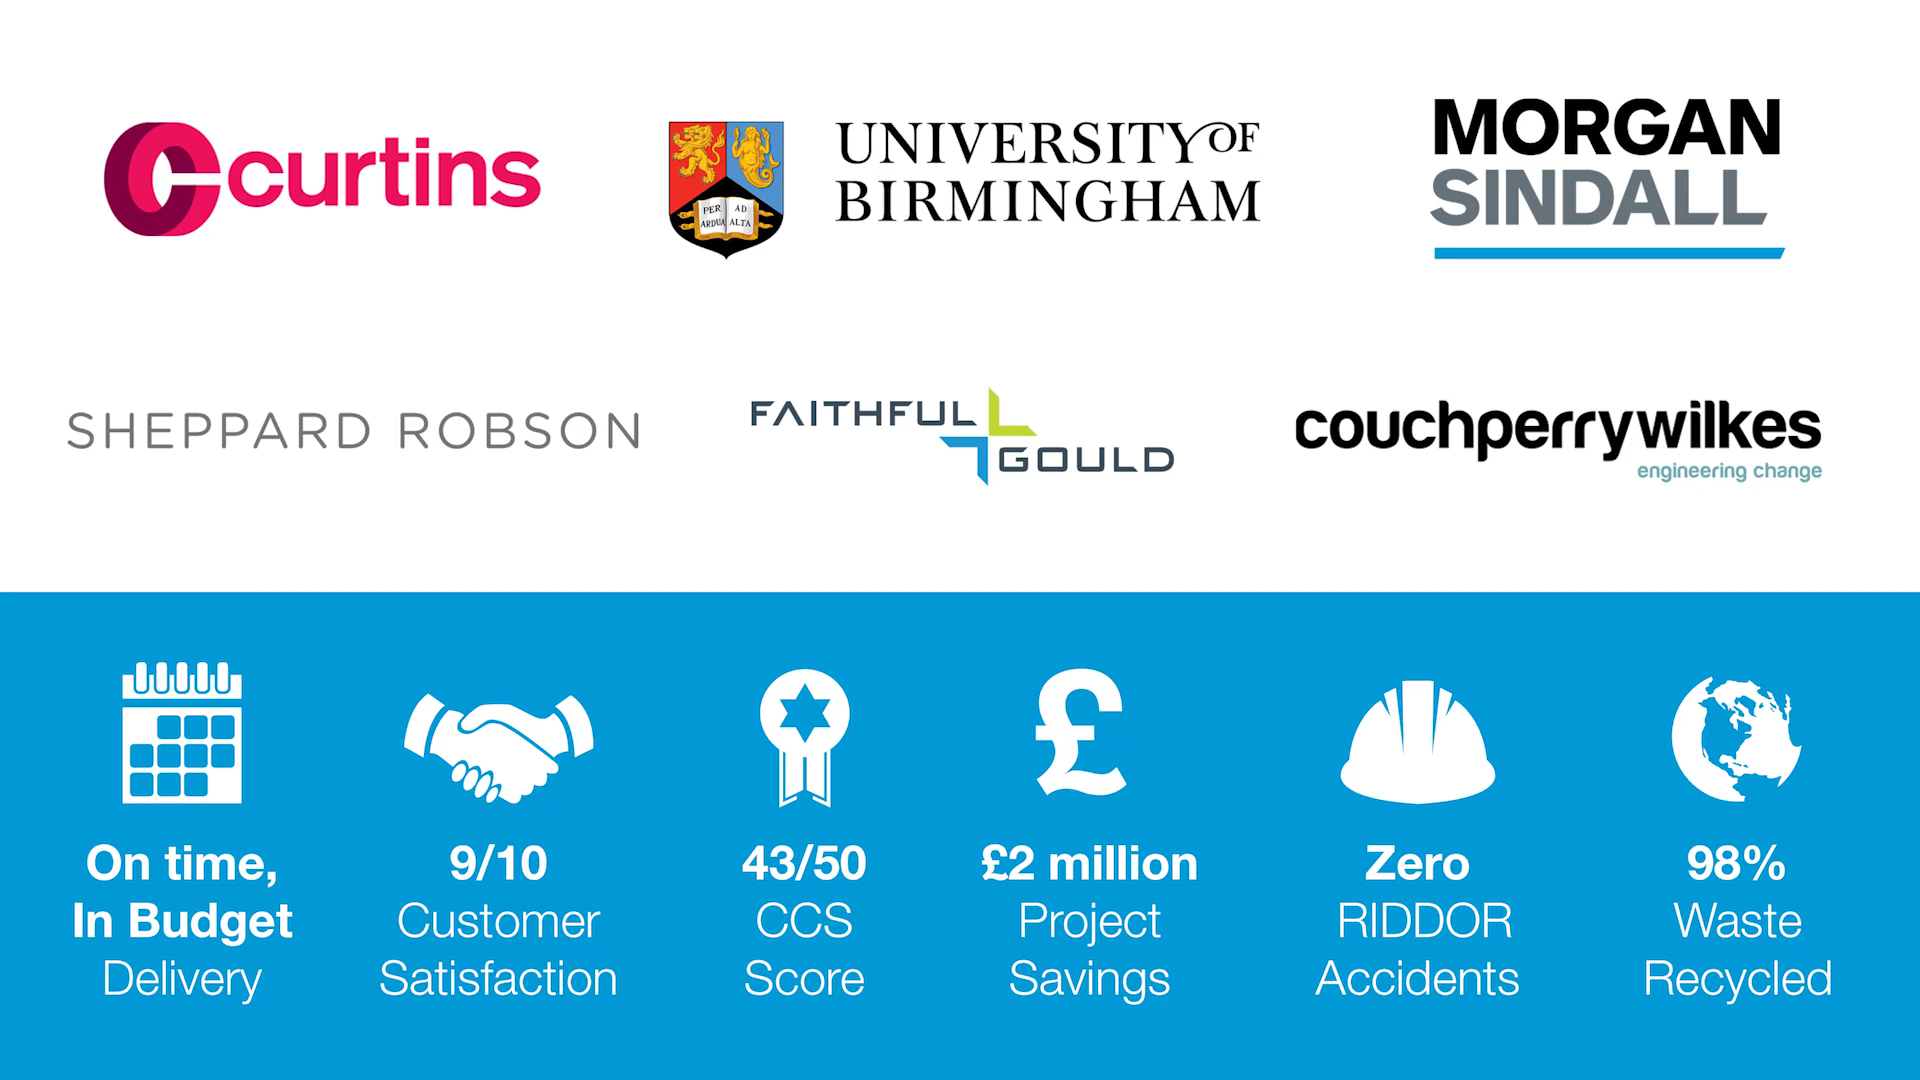 curtins
PER AD
ARDUA ALTA
UNIVERSITY OF
BIRMINGHAM
MORGAN
SINDALL
SHEPPARD ROBSON
FAITHFUL
GOULD
couchperrywilkes
engineering change
On time,
In Budget
Delivery
9/10
Customer
Satisfaction
43/50
CCS
Score
£2 million
Project
Savings
Zero
RIDDOR
Accidents
98%
Waste
Recycled